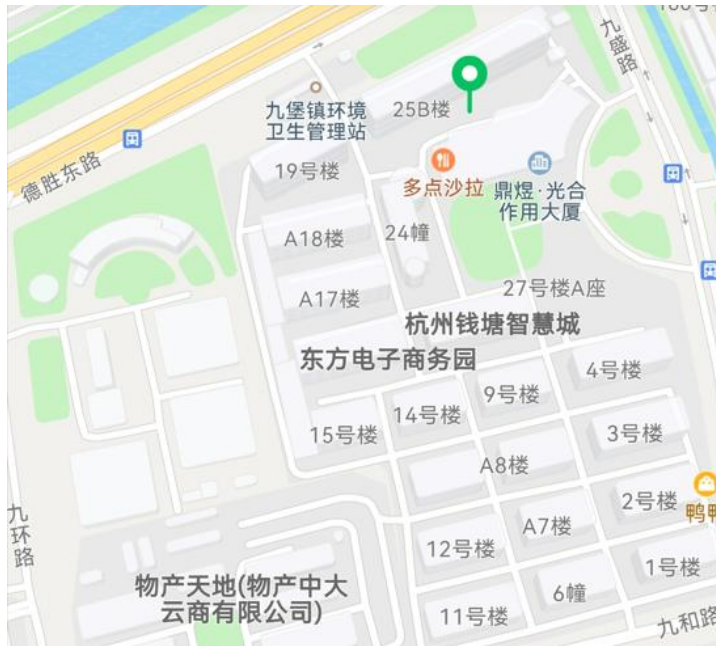 九盛路
九堡镇环境
卫生管理站
25B楼
德胜东路
19号楼
多点沙拉
鼎煜·光合
作用大厦
A18楼
24幢
A17楼
27号楼A座
杭州钱塘智慧城
东方电子商务园
4号楼
9号楼
14号楼
15号楼
3号楼
A8楼
2号楼
鸭鸭
九环路
A7楼
12号楼
1号楼
物产天地(物产中大
云商有限公司)
6幢
11号楼
九和路